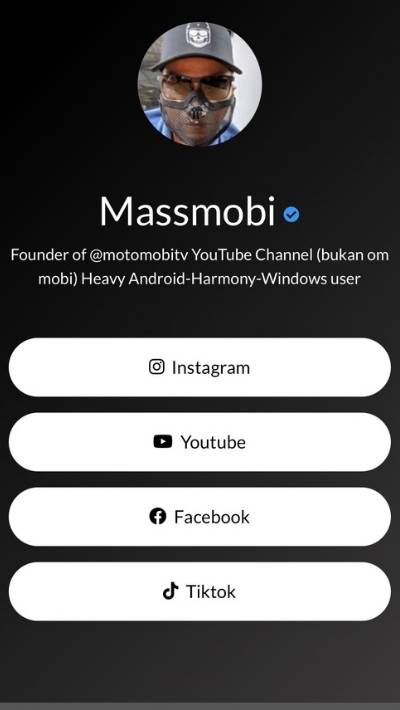 Massmobi
Founder of @motomobitv YouTube Channel (bukan om
mobi) Heavy Android-Harmony-Windows user
Instagram
Youtube
Facebook
Tiktok